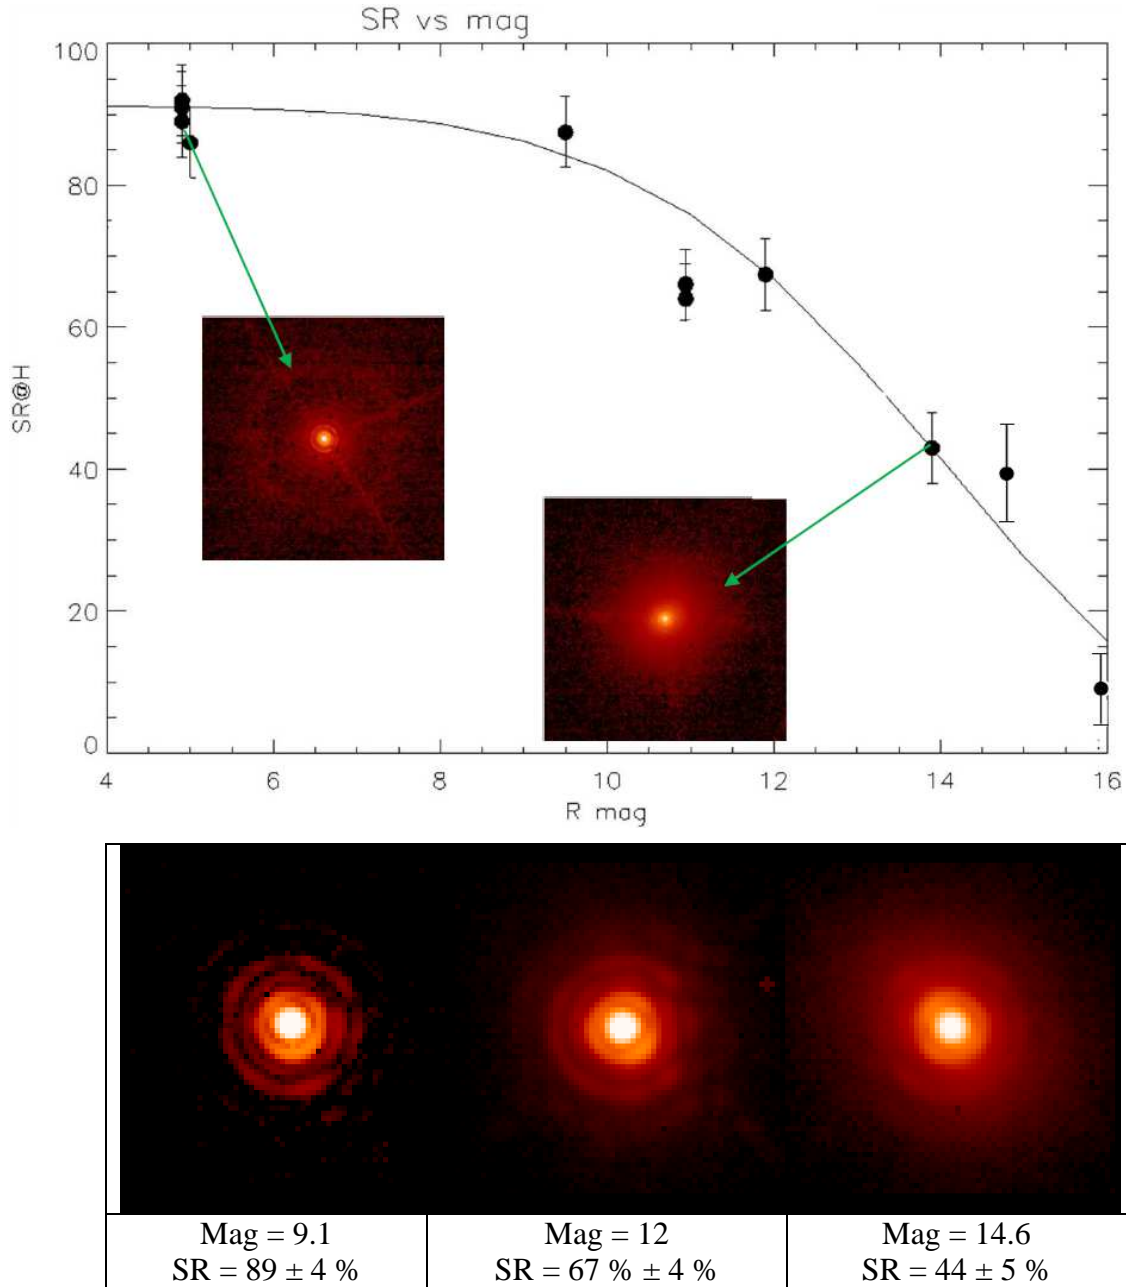 SR vs mag
100
80
60
40
20
0
SR@H
4 6 8 10 12 14 16
R mag
Mag = 9.1
SR = 89 ± 4 %
Mag = 12
SR = 67 % ± 4 %
Mag = 14.6
SR = 44 ± 5 %